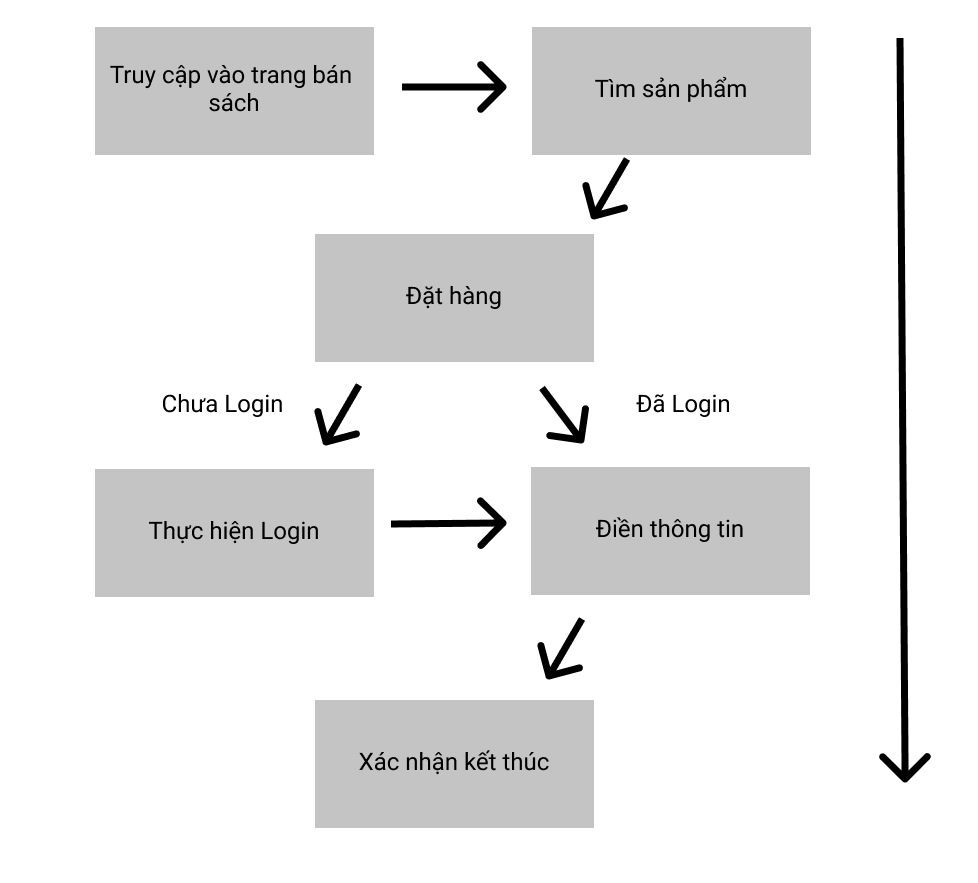 Truy cập vào trang bán
sách
Tìm sản phẩm
Đặt hàng
Chưa Login
Đã Login
Thực hiện Login
Điền thông tin
Xác nhận kết thúc